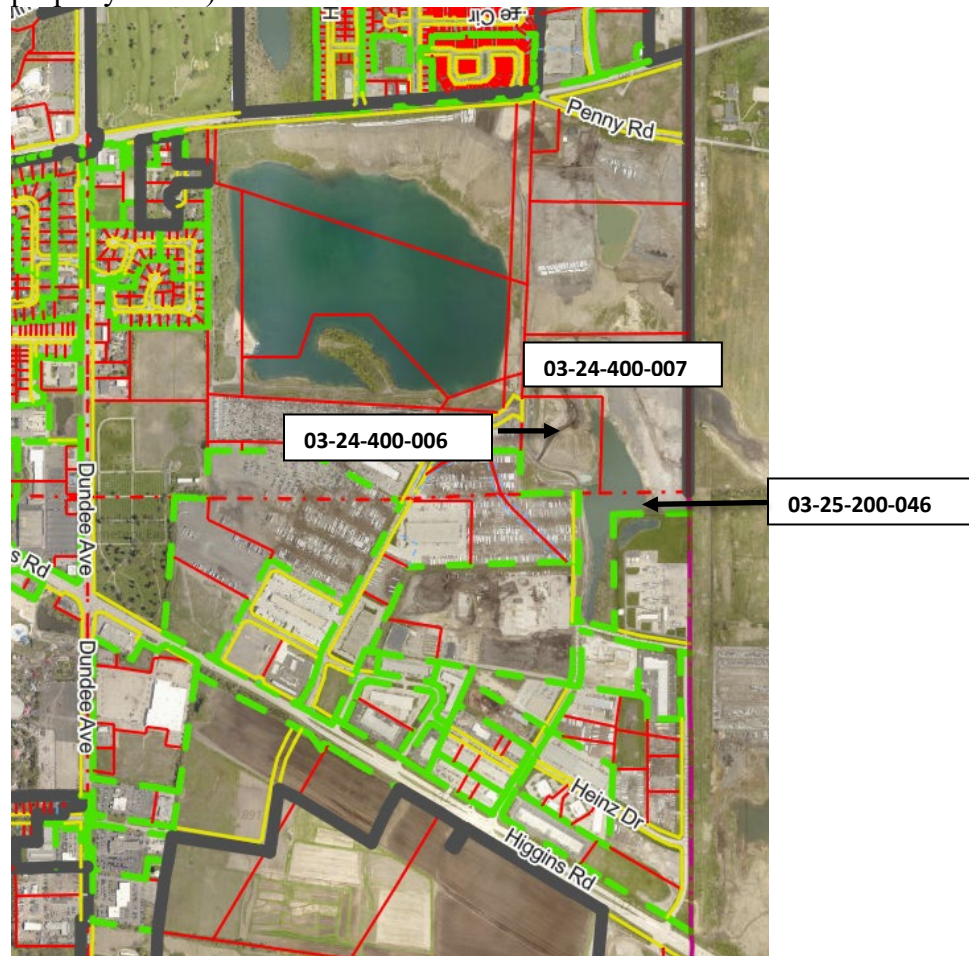 Penny Rd
03-24-400-007
03-24-400-006
03-25-200-046
Dundee Ave
s Rd
Dundee Ave
Heinz Dr
Higgins Rd